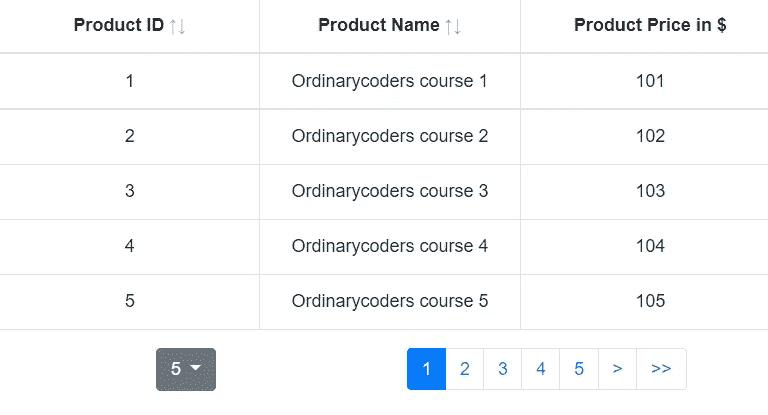 Product ID ↑↓ Product Name ↑↓ Product Price in $
1 Ordinarycoders course 1 101
2 Ordinarycoders course 2 102
3 Ordinarycoders course 3 103
4 Ordinarycoders course 4 104
5 Ordinarycoders course 5 105
5 1 2 3 4 5 > >>